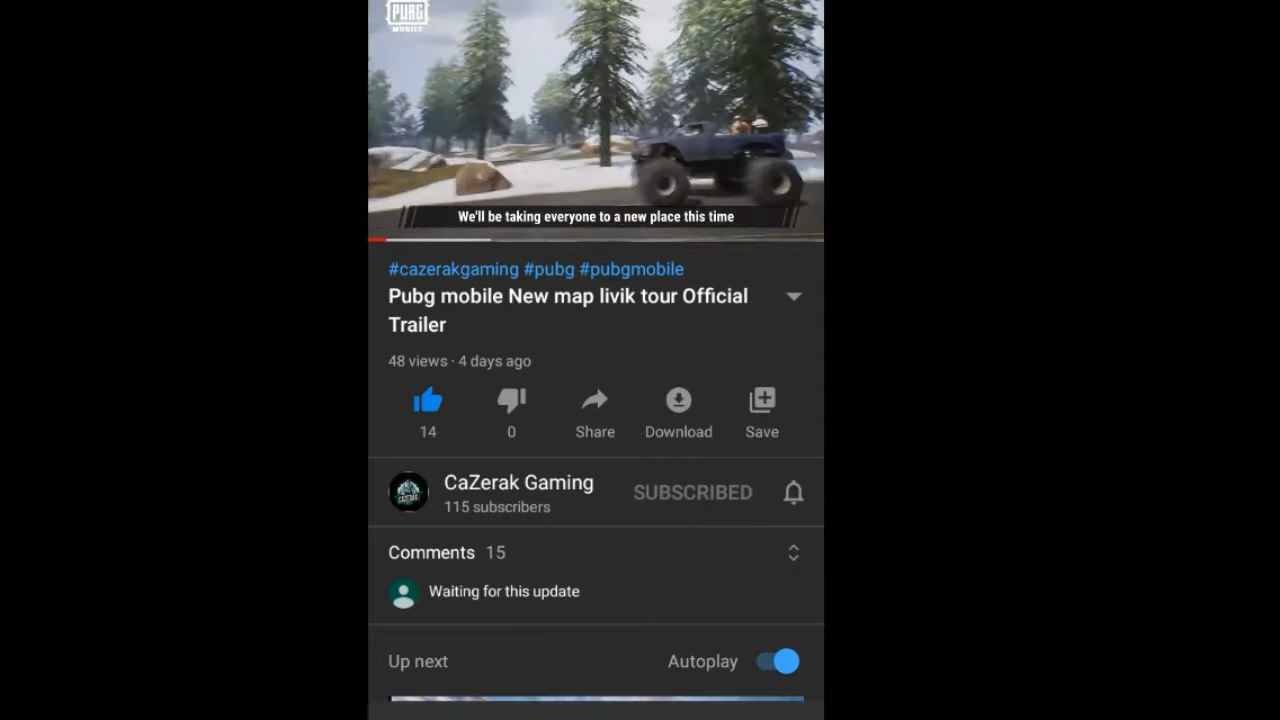 PUBG
MOBILE
We'll be taking everyone to a new place this time
#cazerakgaming #pubg #pubgmobile
Pubg mobile New map livik tour Official
Trailer
48 views · 4 days ago
14
0
Share
Download
Save
CaZerak Gaming
SUBSCRIBED
115 subscribers
Comments 15
Waiting for this update
Up next
Autoplay